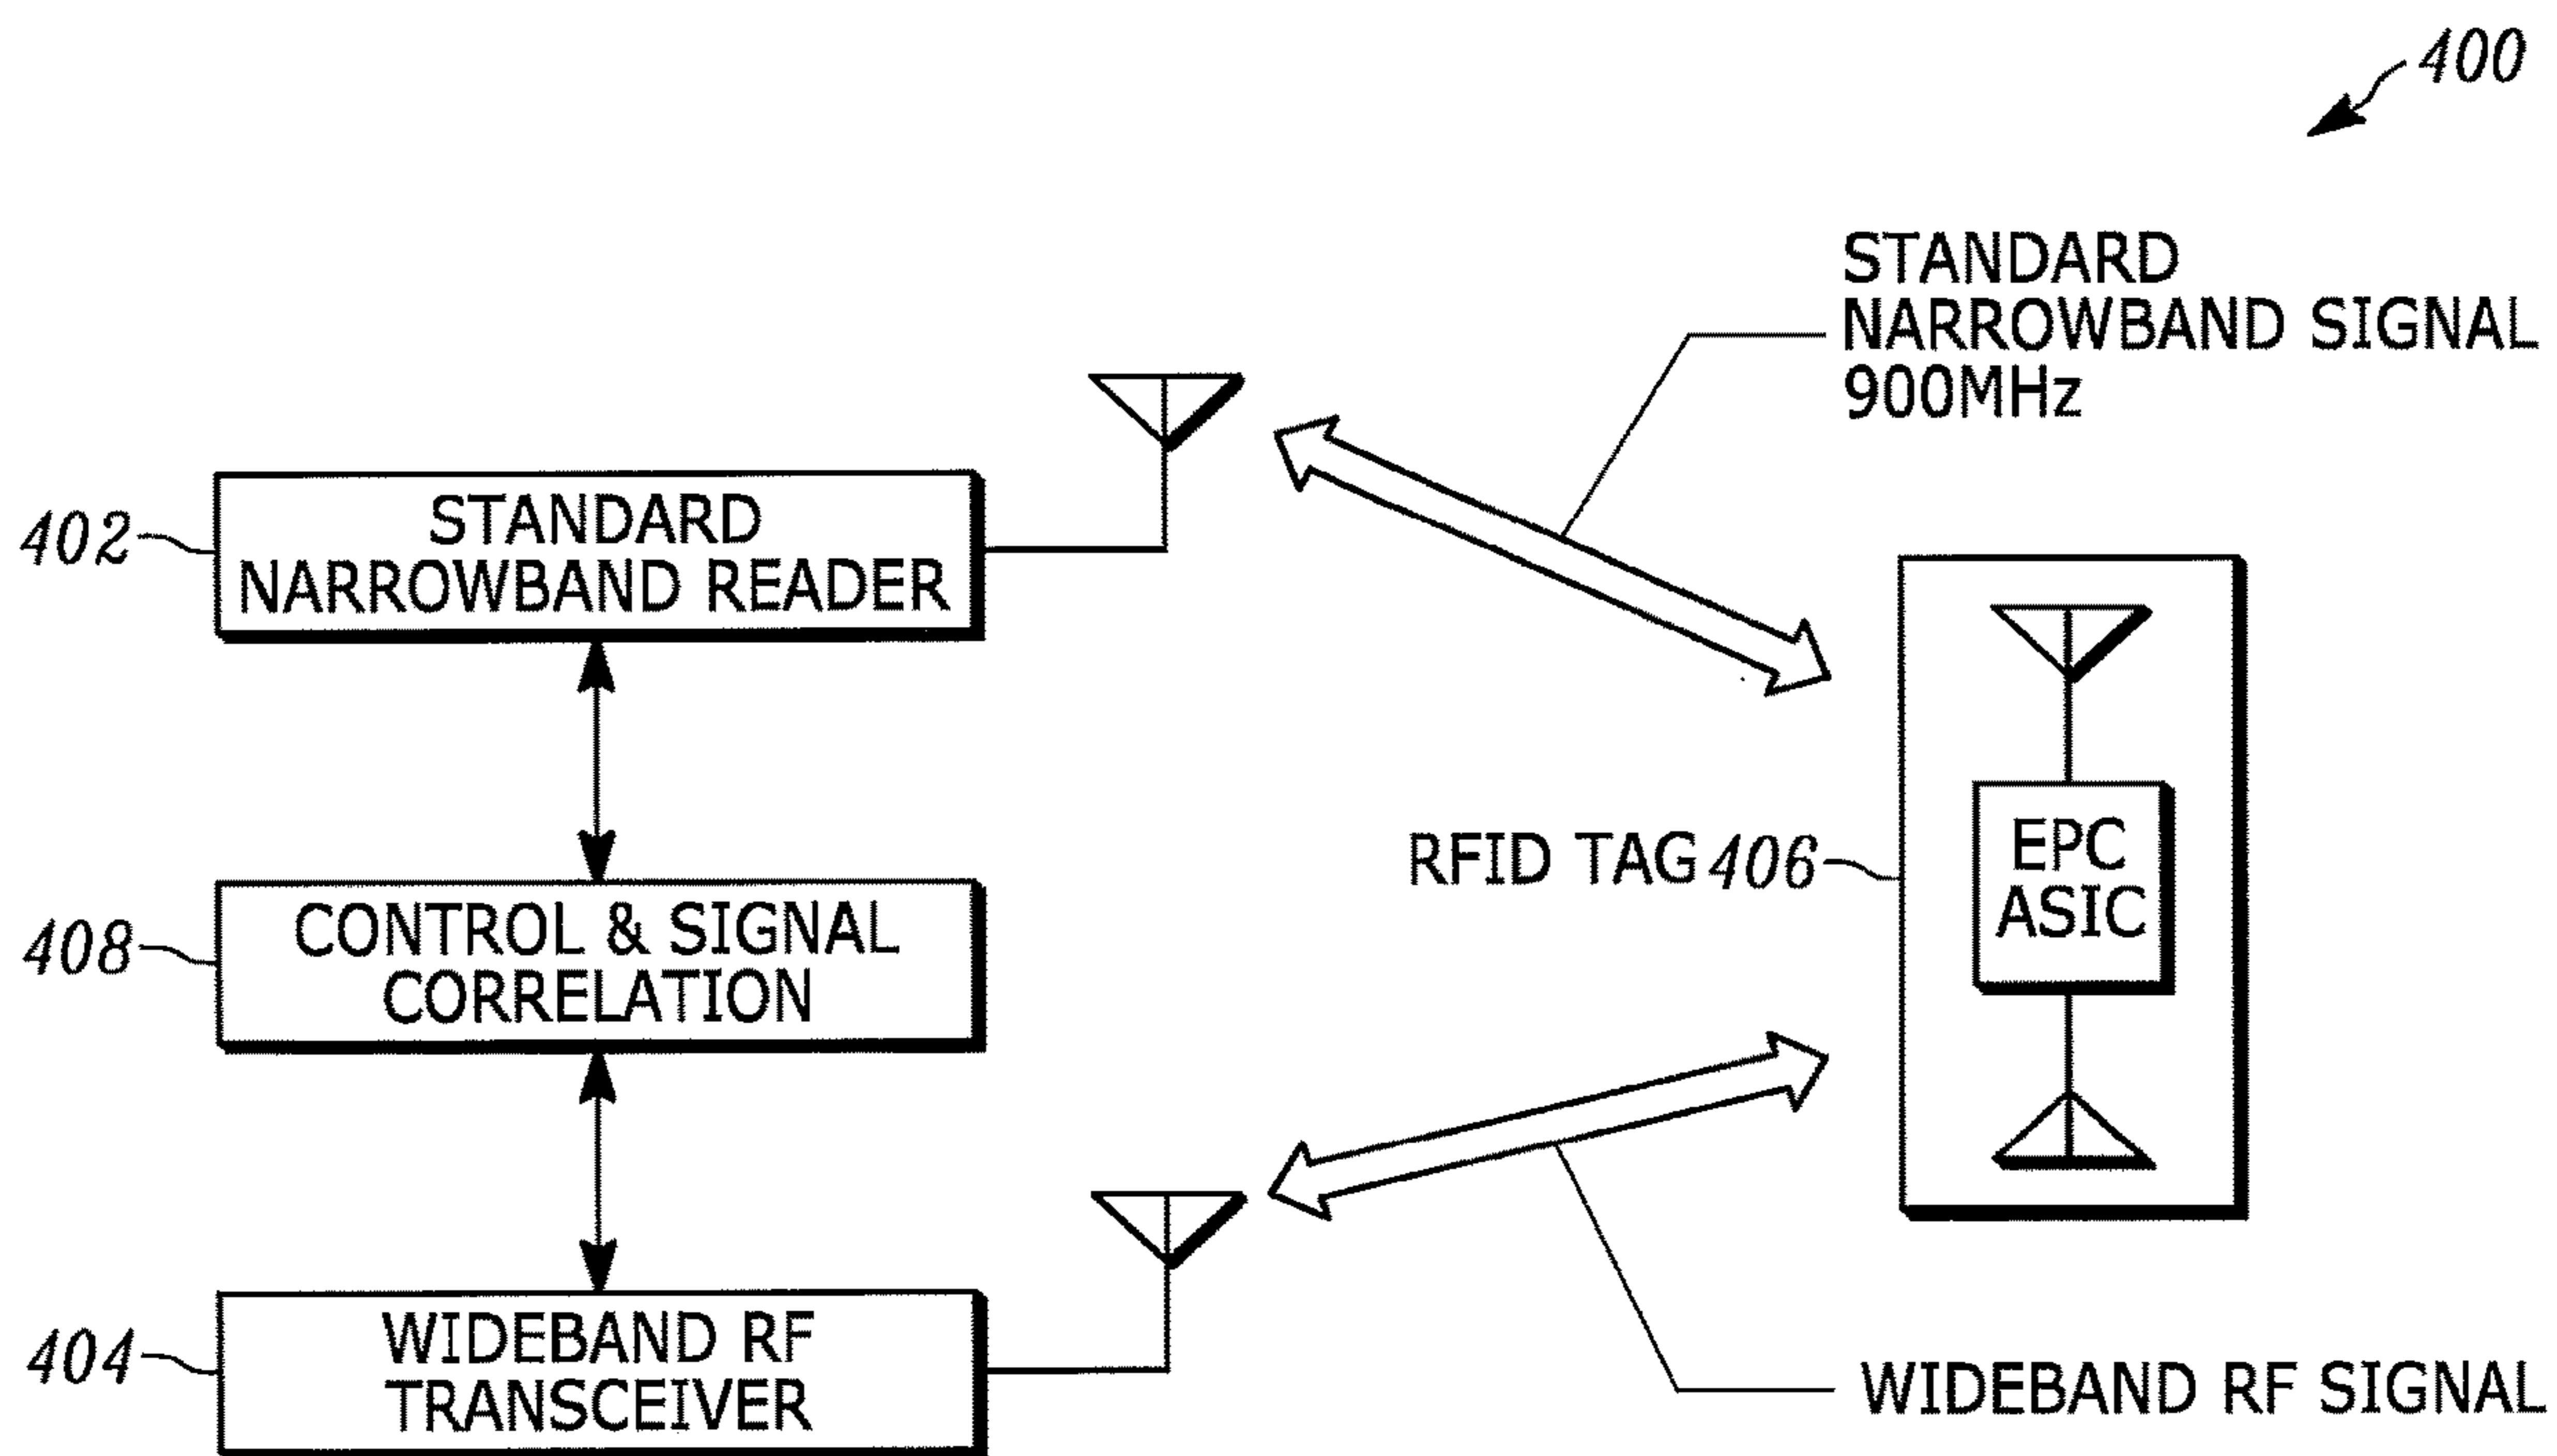 400
STANDARD
NARROWBAND SIGNAL
900MHz
402
STANDARD
NARROWBAND READER
RFID TAG 406
EPC
ASIC
408
CONTROL & SIGNAL
CORRELATION
404
WIDEBAND RF
TRANSCEIVER
WIDEBAND RF SIGNAL